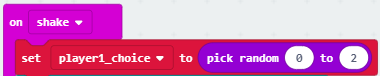 on shake
set player1_choice to pick random 0 to 2